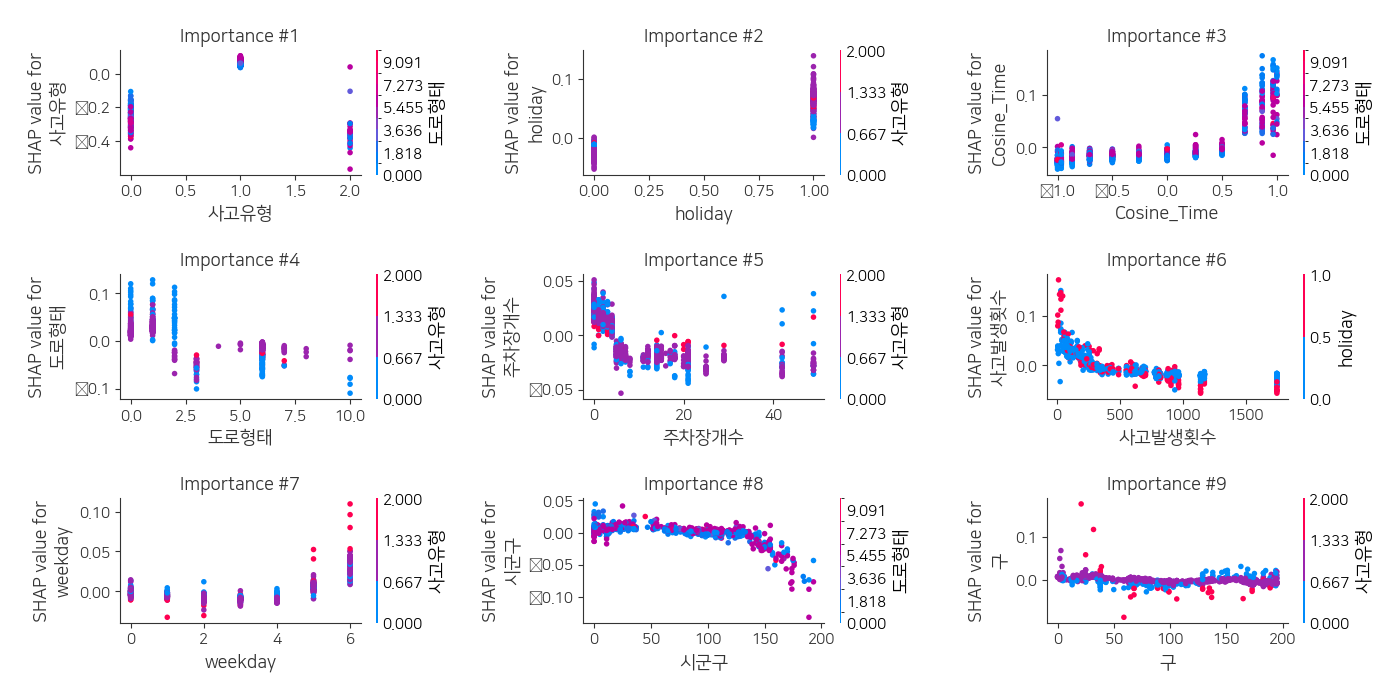 Importance #1
SHAP value for
사고유형
0.0
0.2
0.4
0.0
0.5
1.0
1.5
2.0
사고유형
9.091
7.273
5.455
3.636
1.818
0.000
도로형태
Importance #2
SHAP value for
holiday
0.1
0.0
0.00
0.25
0.50
0.75
1.00
holiday
2.000
1.333
0.667
0.000
사고유형
Importance #3
SHAP value for
Cosine_Time
0.1
0.0
1.0
0.5
0.0
0.5
1.0
Cosine_Time
9.091
7.273
5.455
3.636
1.818
0.000
도로형태
Importance #4
SHAP value for
도로형태
0.1
0.0
0.1
0.0
2.5
5.0
7.5
10.0
도로형태
2.000
1.333
0.667
0.000
사고유형
Importance #5
SHAP value for
주차장개수
0.05
0.00
0.05
0
20
40
주차장개수
2.000
1.333
0.667
0.000
사고유형
Importance #6
SHAP value for
사고발생횟수
0.1
0.0
0
500
1000
1500
사고발생횟수
1.0
0.5
0.0
holiday
Importance #7
SHAP value for
weekday
0.10
0.05
0.00
0
2
4
6
weekday
2.000
1.333
0.667
0.000
사고유형
Importance #8
SHAP value for
시군구
0.05
0.00
0.05
0.10
0
50
100
150
200
시군구
9.091
7.273
5.455
3.636
1.818
0.000
도로형태
Importance #9
SHAP value for
구
0.1
0.0
0
50
100
150
200
구
2.000
1.333
0.667
0.000
사고유형